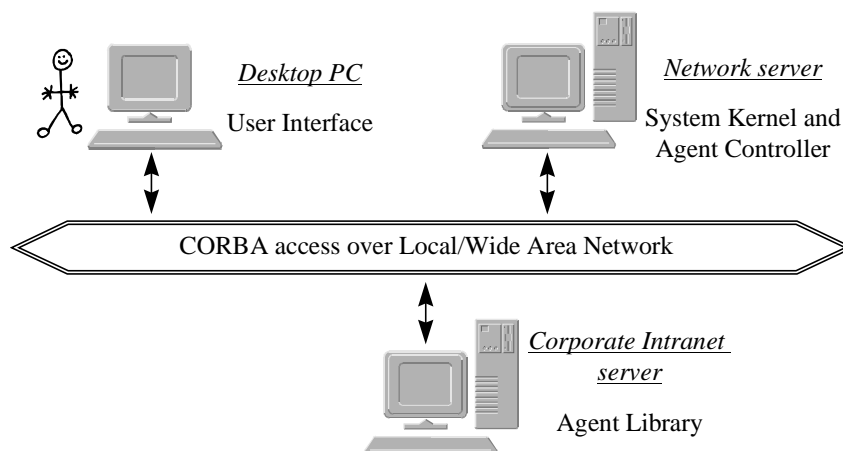 Desktop PC
User Interface
Network server
System Kernel and
Agent Controller
CORBA access over Local/Wide Area Network
Corporate Intranet
server
Agent Library